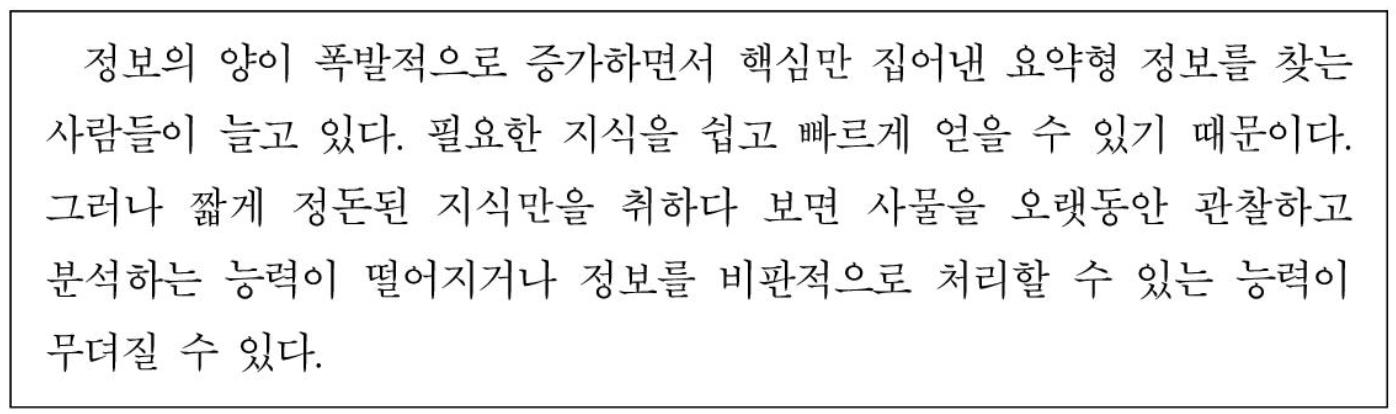 정보의 양이 폭발적으로 증가하면서 핵심만 집어낸 요약형 정보를 찾는
사람들이 늘고 있다. 필요한 지식을 쉽고 빠르게 얻을 수 있기 때문이다.
그러나 짧게 정돈된 지식만을 취하다 보면 사물을 오랫동안 관찰하고
분석하는 능력이 떨어지거나 정보를 비판적으로 처리할 수 있는 능력이
무뎌질 수 있다.